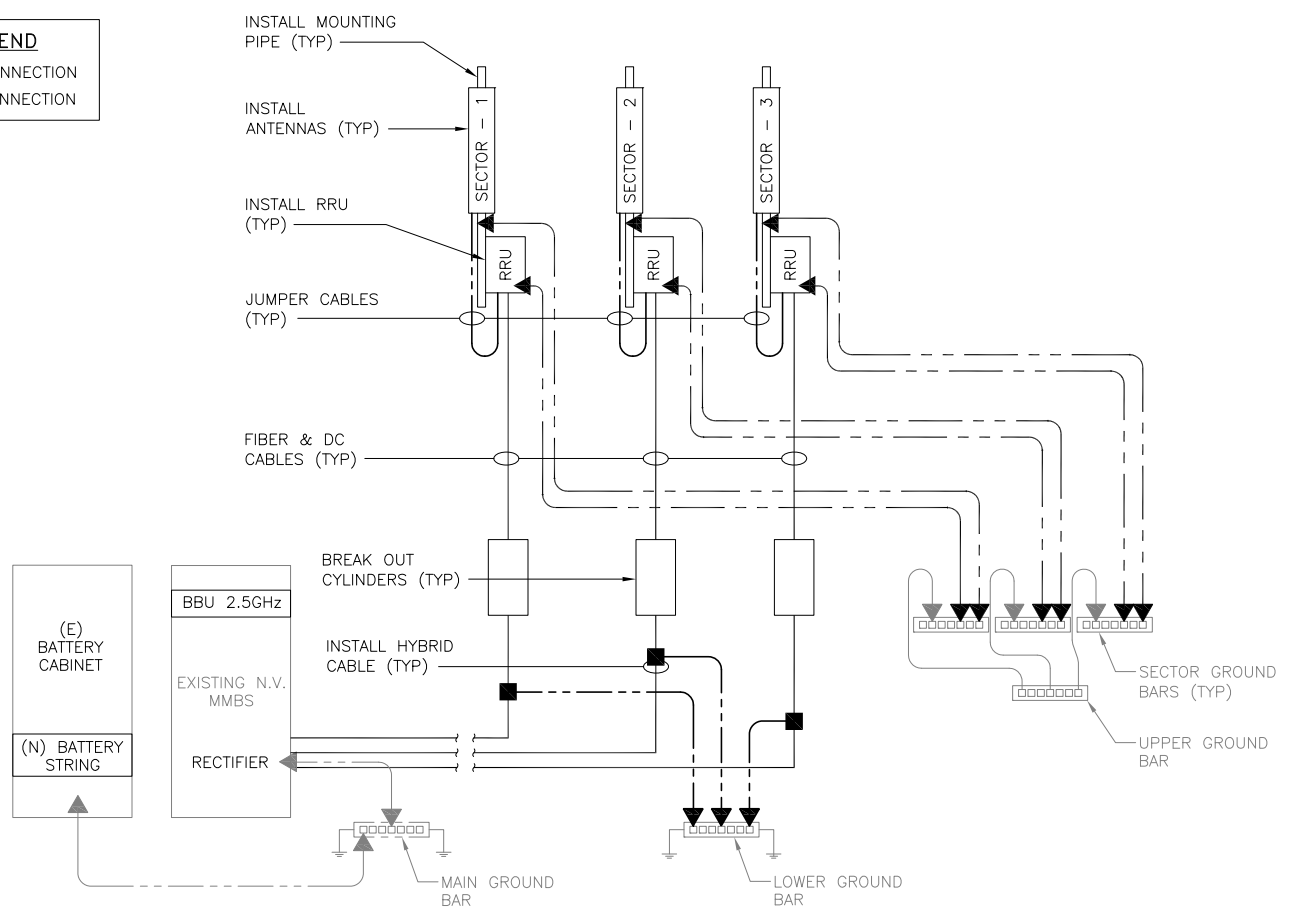 END
NNECTION
NNECTION
INSTALL MOUNTING
PIPE (TYP)
INSTALL
ANTENNAS (TYP)
INSTALL RRU
(TYP)
JUMPER CABLES
(TYP)
FIBER & DC
CABLES (TYP)
BREAK OUT
CYLINDERS (TYP)
INSTALL HYBRID
CABLE (TYP)
SECTOR - 1
SECTOR - 2
SECTOR - 3
RRU
RRU
RRU
(E)
BATTERY
CABINET
(N) BATTERY
STRING
BBU 2.5GHz
EXISTING N.V.
MMBS
RECTIFIER
MAIN GROUND
BAR
LOWER GROUND
BAR
SECTOR GROUND
BARS (TYP)
UPPER GROUND
BAR